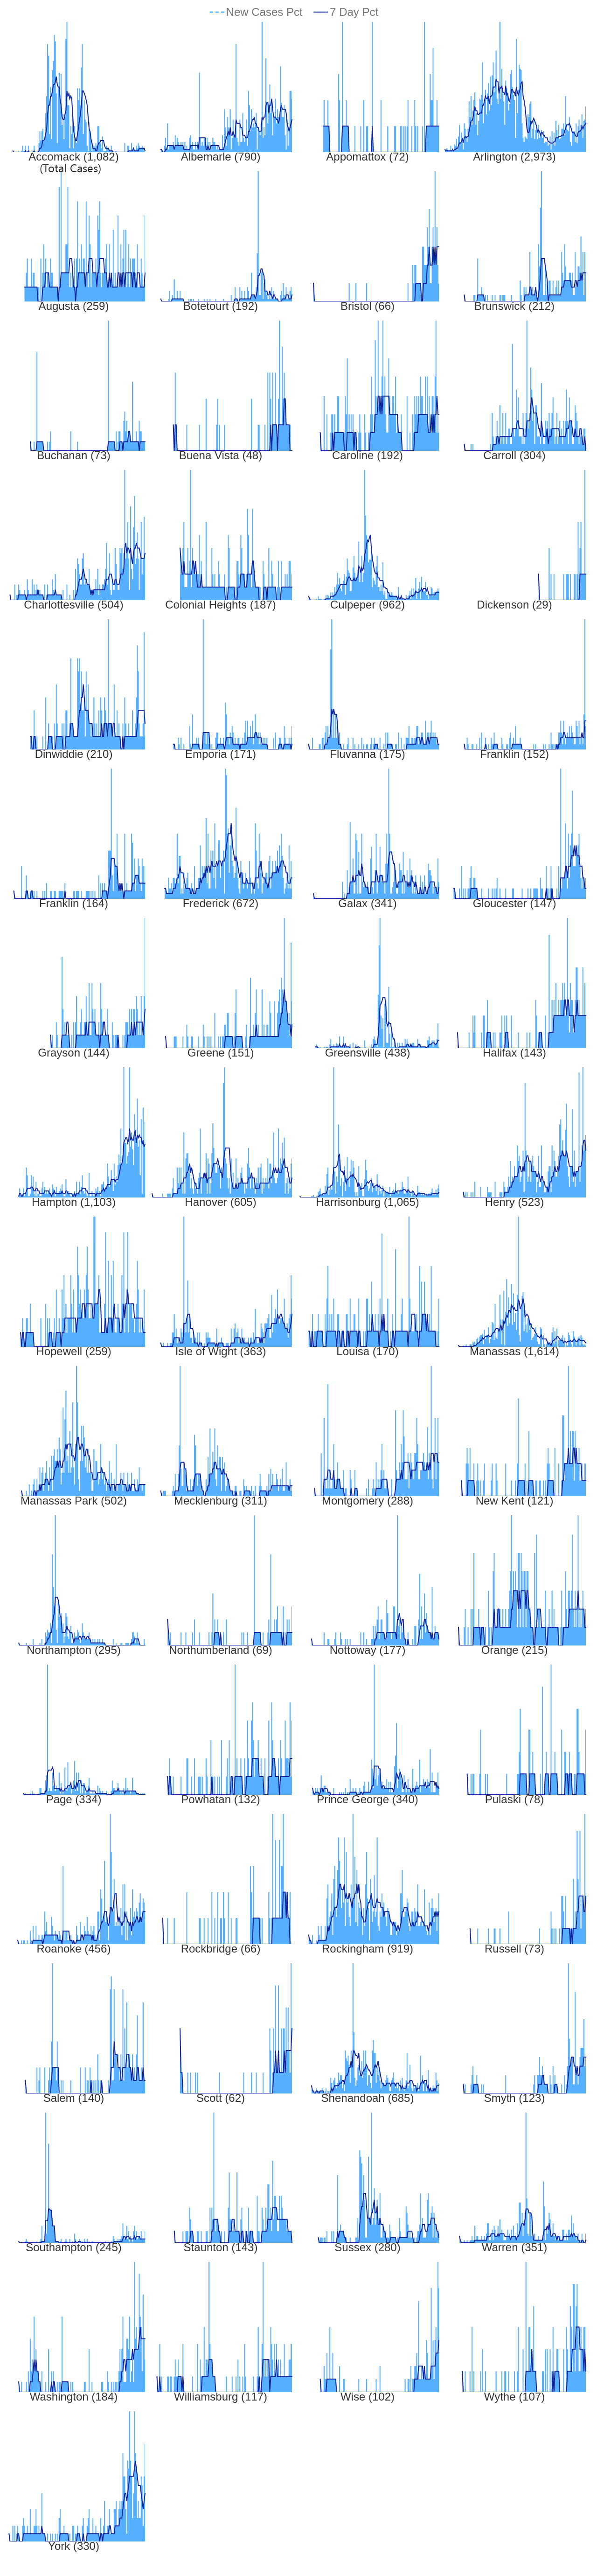 New Cases Pct 7 Day Pct
Accomack (1,082) Albemarle (790) Appomattox (72) Arlington (2,973)
(Total Cases)
Augusta (259) Botetourt (192) Bristol (66) Brunswick (212)
Buchanan (73) Buena Vista (48) Caroline (192) Carroll (304)
Charlottesville (504) Colonial Heights (187) Culpeper (962) Dickenson (29)
Dinwiddie (210) Emporia (171) Fluvanna (175) Franklin (152)
Franklin (164) Frederick (672) Galax (341) Gloucester (147)
Grayson (144) Greene (151) Greensville (438) Halifax (143)
Hampton (1,103) Hanover (605) Harrisonburg (1,065) Henry (523)
Hopewell (259) Isle of Wight (363) Louisa (170) Manassas (1,614)
Manassas Park (502) Mecklenburg (311) Montgomery (288) New Kent (121)
Northampton (295) Northumberland (69) Nottoway (177) Orange (215)
Page (334) Powhatan (132) Prince George (340) Pulaski (78)
Roanoke (456) Rockbridge (66) Rockingham (919) Russell (73)
Salem (140) Scott (62) Shenandoah (685) Smyth (123)
Southampton (245) Staunton (143) Sussex (280) Warren (351)
Washington (184) Williamsburg (117) Wise (102) Wythe (107)
York (330)